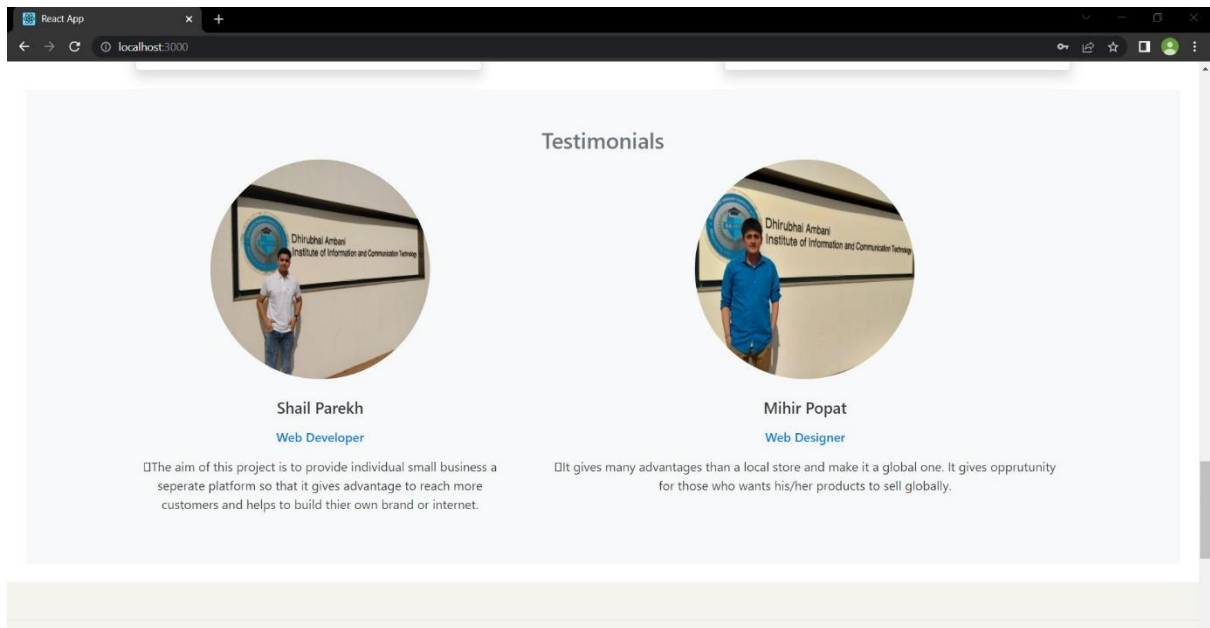 React App
localhost:3000
Testimonials
Dhirubhai Ambani
Institute of Information and Communication Technology
Dhirubhai Ambani
Institute of Information and Communication Technology
Shail Parekh
Web Developer
▯The aim of this project is to provide individual small business a
seperate platform so that it gives advantage to reach more
customers and helps to build thier own brand or internet.
Mihir Popat
Web Designer
▯It gives many advantages than a local store and make it a global one. It gives opprutunity
for those who wants his/her products to sell globally.